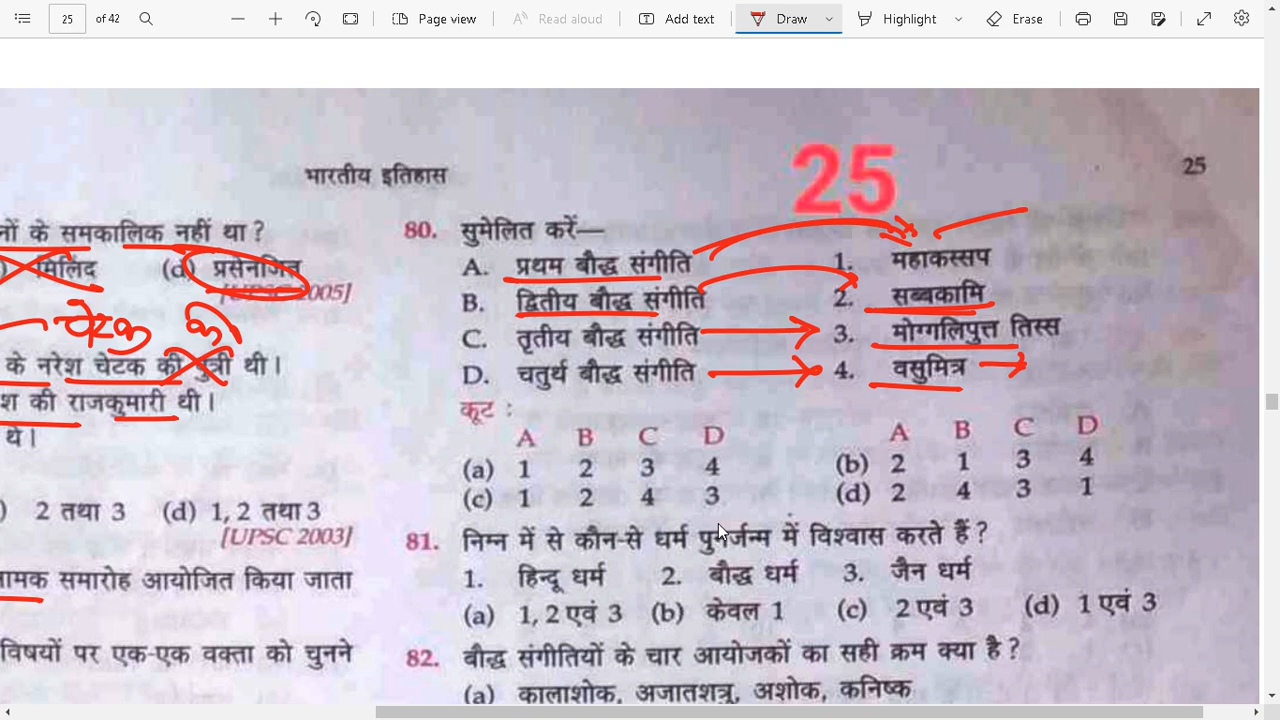 25 of 42 Page view Read aloud Add text Draw Highlight Erase
25
भारतीय इतिहास 25
नों के समकालिक नहीं था ?
मिलिंद (d) प्रसेनजित
[UPSC 2005]
चेटक
के नरेश चेटक की पुत्री थी।
श की राजकुमारी थी।
थे।
) 2 तथा 3 (d) 1, 2 तथा 3
[UPSC 2003]
नामक समारोह आयोजित किया जाता
विषयों पर एक-एक वक्ता को चुनने
80. सुमेलित करें—
A. प्रथम बौद्ध संगीति 1. महाकस्सप
B. द्वितीय बौद्ध संगीति 2. सब्बकामि
C. तृतीय बौद्ध संगीति 3. मोग्गलिपुत्त तिस्स
D. चतुर्थ बौद्ध संगीति 4. वसुमित्र
कूट :
A B C D A B C D
(a) 1 2 3 4 (b) 2 1 3 4
(c) 1 2 4 3 (d) 2 4 3 1
81. निम्न में से कौन-से धर्म पुनर्जन्म में विश्वास करते हैं ?
1. हिन्दू धर्म 2. बौद्ध धर्म 3. जैन धर्म
(a) 1, 2 एवं 3 (b) केवल 1 (c) 2 एवं 3 (d) 1 एवं 3
82. बौद्ध संगीतियों के चार आयोजकों का सही क्रम क्या है ?
(a) कालाशोक, अजातशत्रु, अशोक, कनिष्क